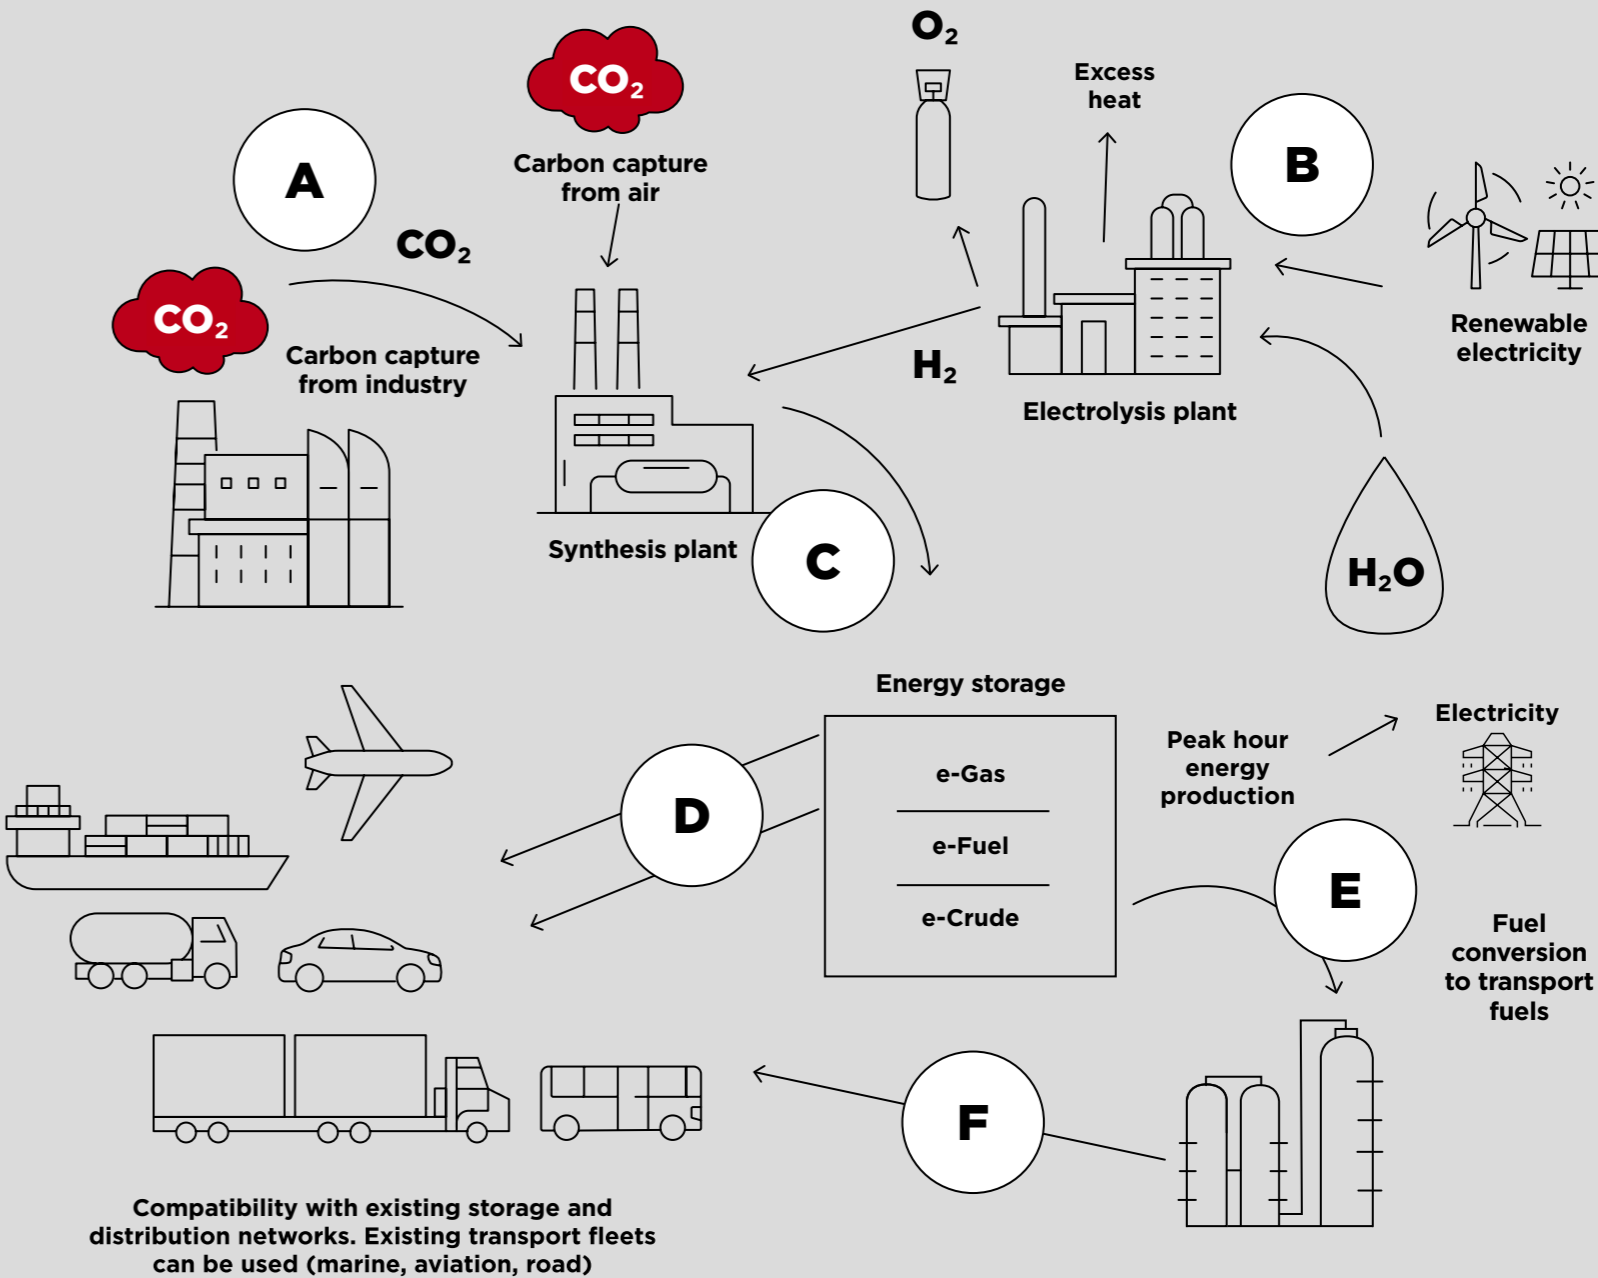 O₂
CO₂
Excess
heat
A
Carbon capture
from air
B
CO₂
CO₂
Carbon capture
from industry
H₂
Renewable
electricity
Electrolysis plant
Synthesis plant
C
H₂O
Energy storage
Electricity
Peak hour
energy
production
e-Gas
e-Fuel
e-Crude
D
E
Fuel
conversion
to transport
fuels
F
Compatibility with existing storage and
distribution networks. Existing transport fleets
can be used (marine, aviation, road)